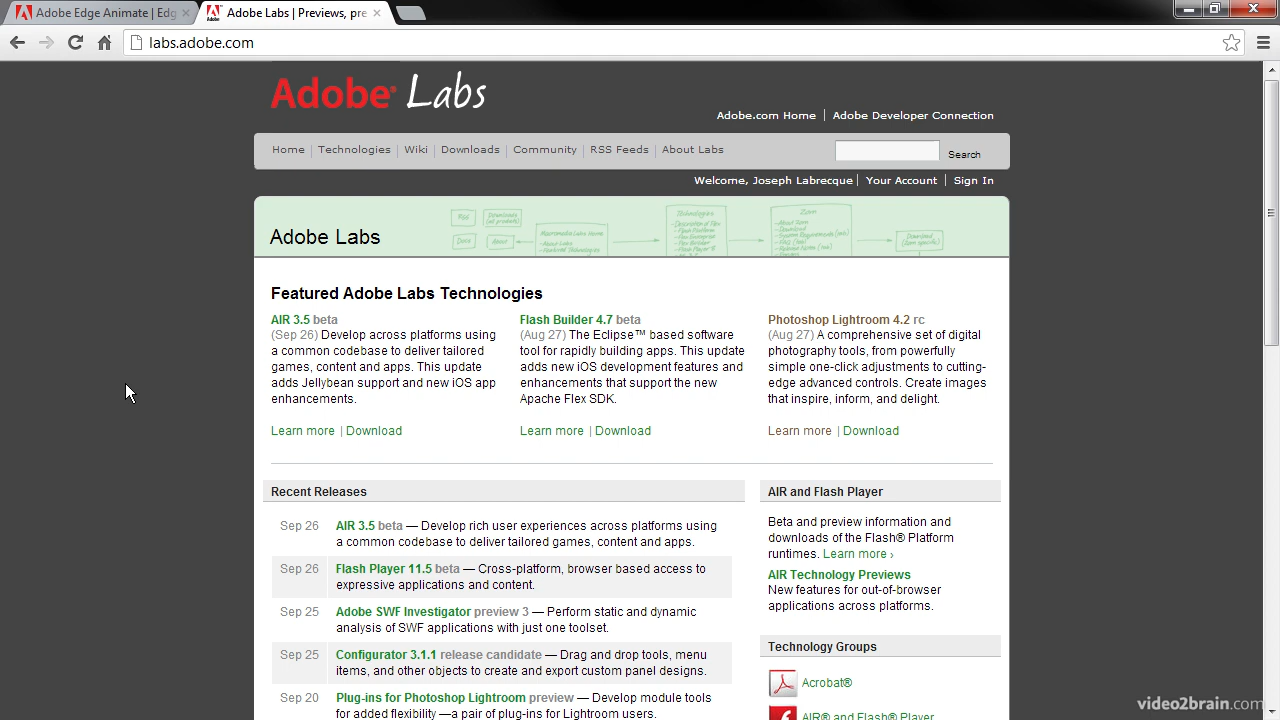 Adobe Edge Animate | Edg
Adobe Labs | Previews, pre
labs.adobe.com
Adobe Labs
Adobe.com Home | Adobe Developer Connection
Home | Technologies | Wiki | Downloads | Community | RSS Feeds | About Labs
Search
Welcome, Joseph Labrecque | Your Account | Sign In
Adobe Labs
Featured Adobe Labs Technologies
AIR 3.5 beta
(Sep 26) Develop across platforms using
a common codebase to deliver tailored
games, content and apps. This update
adds Jellybean support and new iOS app
enhancements.
Learn more | Download
Flash Builder 4.7 beta
(Aug 27) The Eclipse™ based software
tool for rapidly building apps. This update
adds new iOS development features and
enhancements that support the new
Apache Flex SDK.
Learn more | Download
Photoshop Lightroom 4.2 rc
(Aug 27) A comprehensive set of digital
photography tools, from powerfully
simple one-click adjustments to cutting-
edge advanced controls. Create images
that inspire, inform, and delight.
Learn more | Download
Recent Releases
Sep 26 AIR 3.5 beta — Develop rich user experiences across platforms using
a common codebase to deliver tailored games, content and apps.
Sep 26 Flash Player 11.5 beta — Cross-platform, browser based access to
expressive applications and content.
Sep 25 Adobe SWF Investigator preview 3 — Perform static and dynamic
analysis of SWF applications with just one toolset.
Sep 25 Configurator 3.1.1 release candidate — Drag and drop tools, menu
items, and other objects to create and export custom panel designs.
Sep 20 Plug-ins for Photoshop Lightroom preview — Develop module tools
for added flexibility —a pair of plug-ins for Lightroom users.
AIR and Flash Player
Beta and preview information and
downloads of the Flash® Platform
runtimes. Learn more ›
AIR Technology Previews
New features for out-of-browser
applications across platforms.
Technology Groups
Acrobat®
AIR® and Flash® Player
video2brain.com